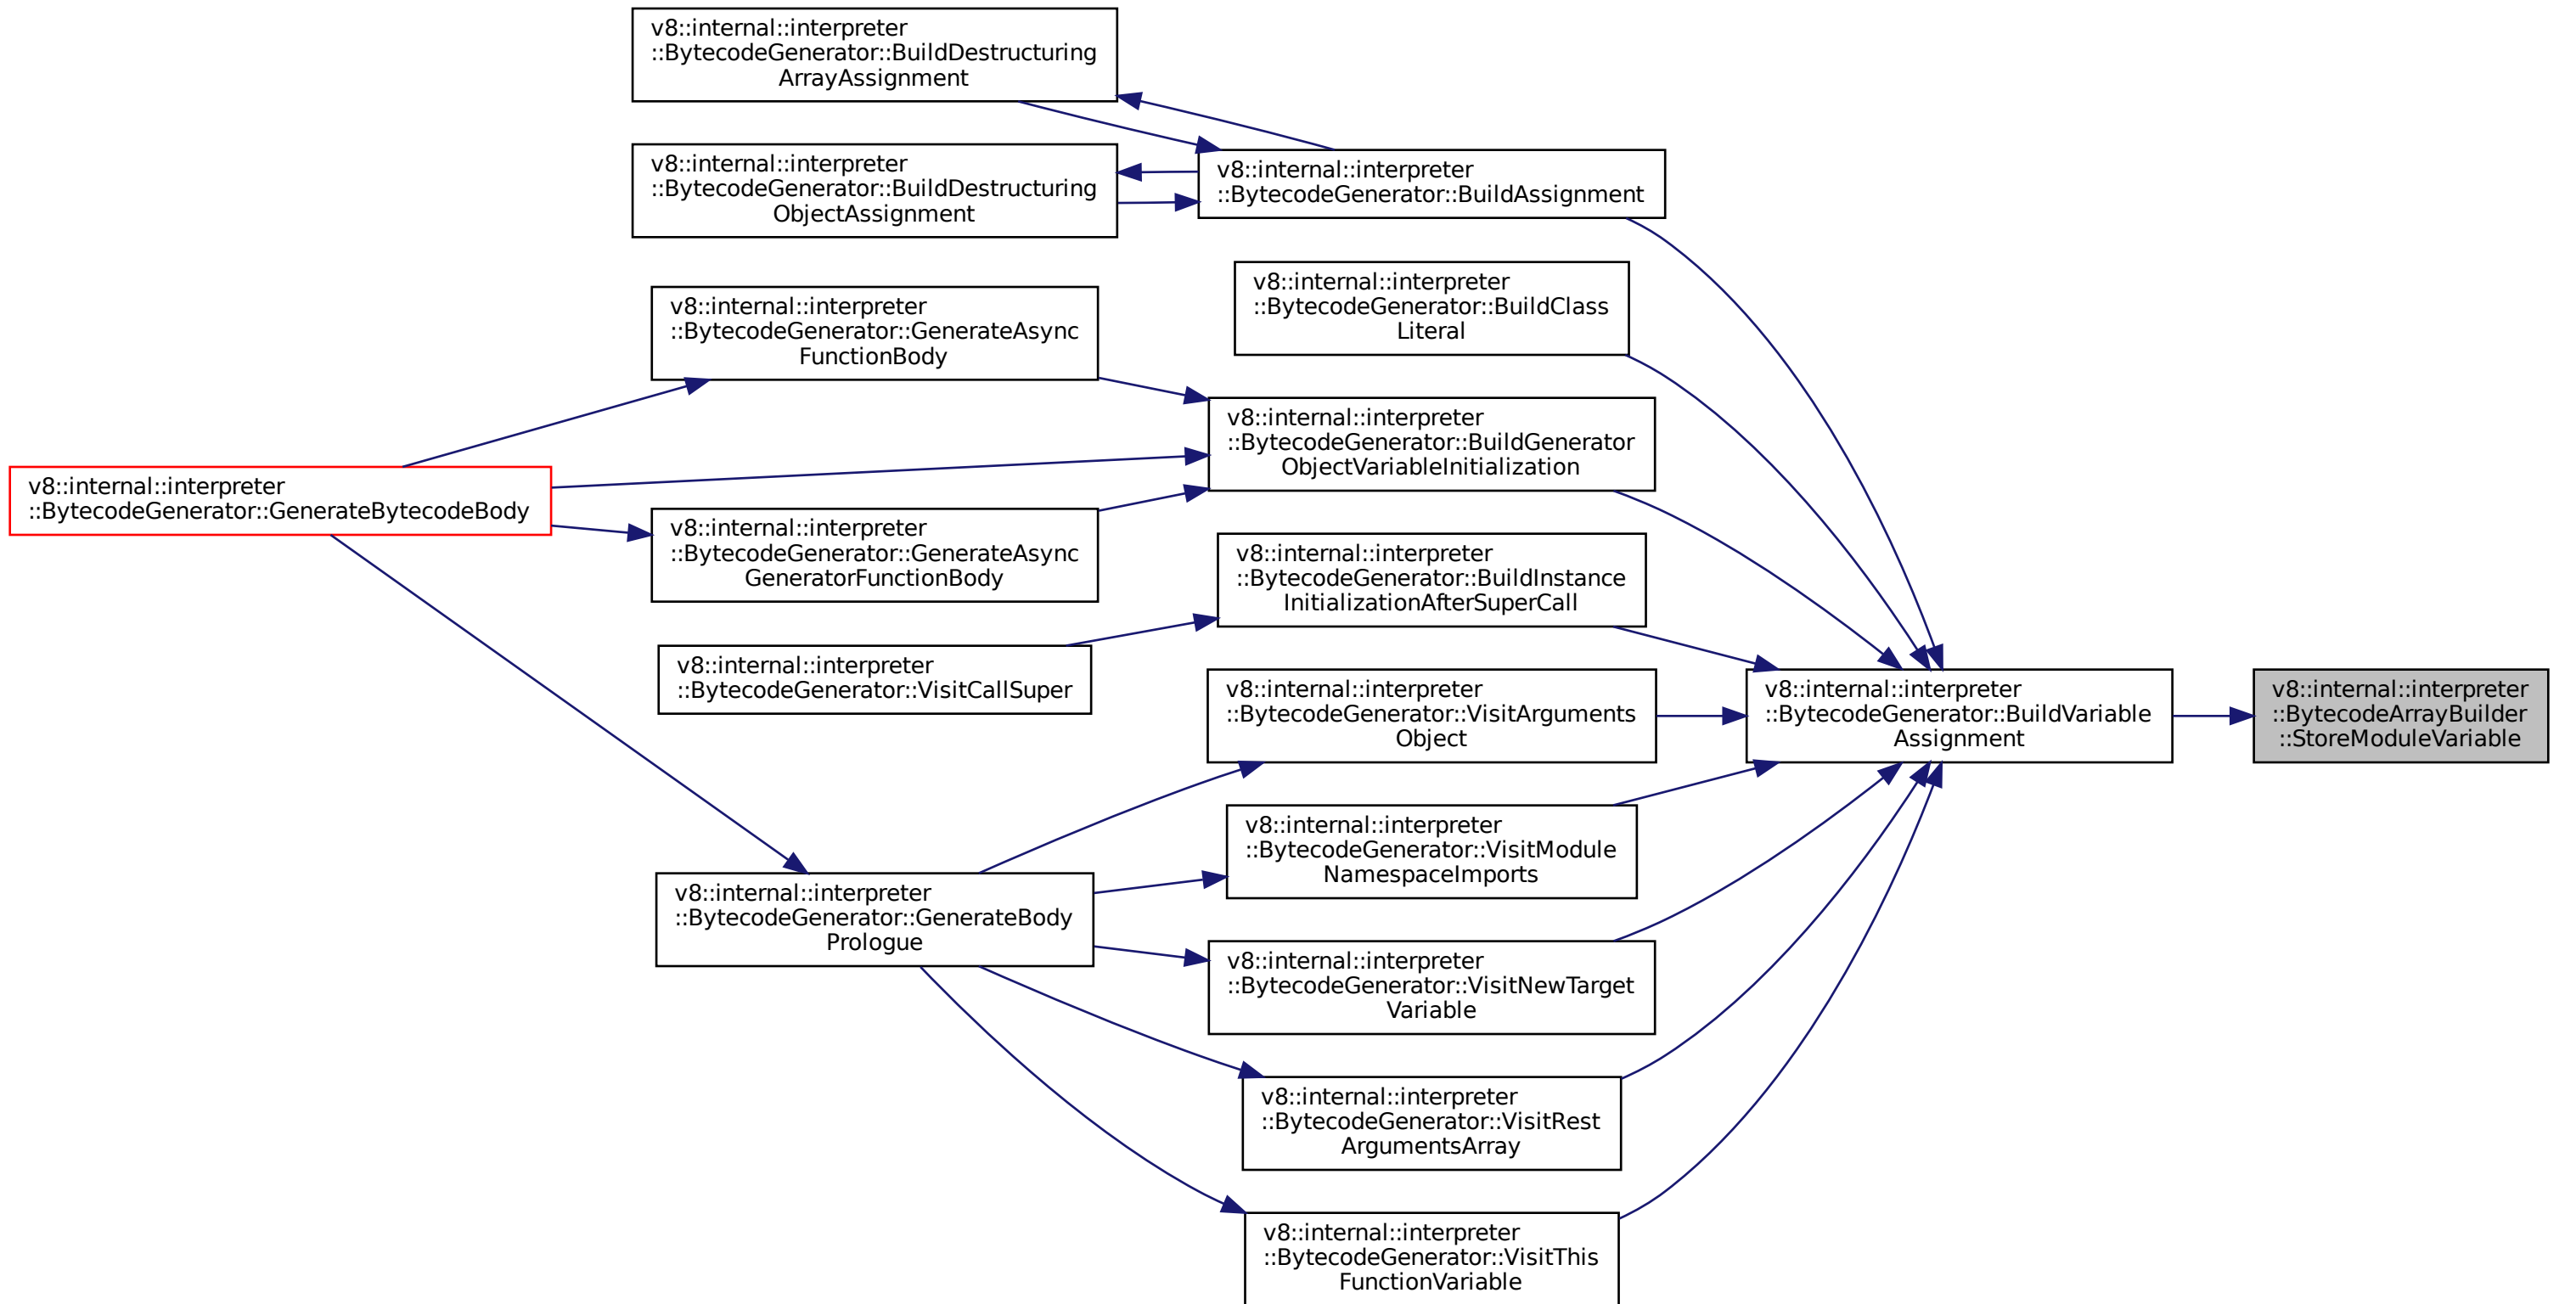 v8::internal::interpreter
::BytecodeGenerator::BuildDestructuring
ArrayAssignment
v8::internal::interpreter
::BytecodeGenerator::BuildDestructuring
ObjectAssignment
v8::internal::interpreter
::BytecodeGenerator::BuildAssignment
v8::internal::interpreter
::BytecodeGenerator::BuildClass
Literal
v8::internal::interpreter
::BytecodeGenerator::GenerateAsync
FunctionBody
v8::internal::interpreter
::BytecodeGenerator::BuildGenerator
ObjectVariableInitialization
v8::internal::interpreter
::BytecodeGenerator::GenerateBytecodeBody
v8::internal::interpreter
::BytecodeGenerator::GenerateAsync
GeneratorFunctionBody
v8::internal::interpreter
::BytecodeGenerator::BuildInstance
InitializationAfterSuperCall
v8::internal::interpreter
::BytecodeGenerator::VisitCallSuper
v8::internal::interpreter
::BytecodeGenerator::VisitArguments
Object
v8::internal::interpreter
::BytecodeGenerator::BuildVariable
Assignment
v8::internal::interpreter
::BytecodeArrayBuilder
::StoreModuleVariable
v8::internal::interpreter
::BytecodeGenerator::VisitModule
NamespaceImports
v8::internal::interpreter
::BytecodeGenerator::GenerateBody
Prologue
v8::internal::interpreter
::BytecodeGenerator::VisitNewTarget
Variable
v8::internal::interpreter
::BytecodeGenerator::VisitRest
ArgumentsArray
v8::internal::interpreter
::BytecodeGenerator::VisitThis
FunctionVariable